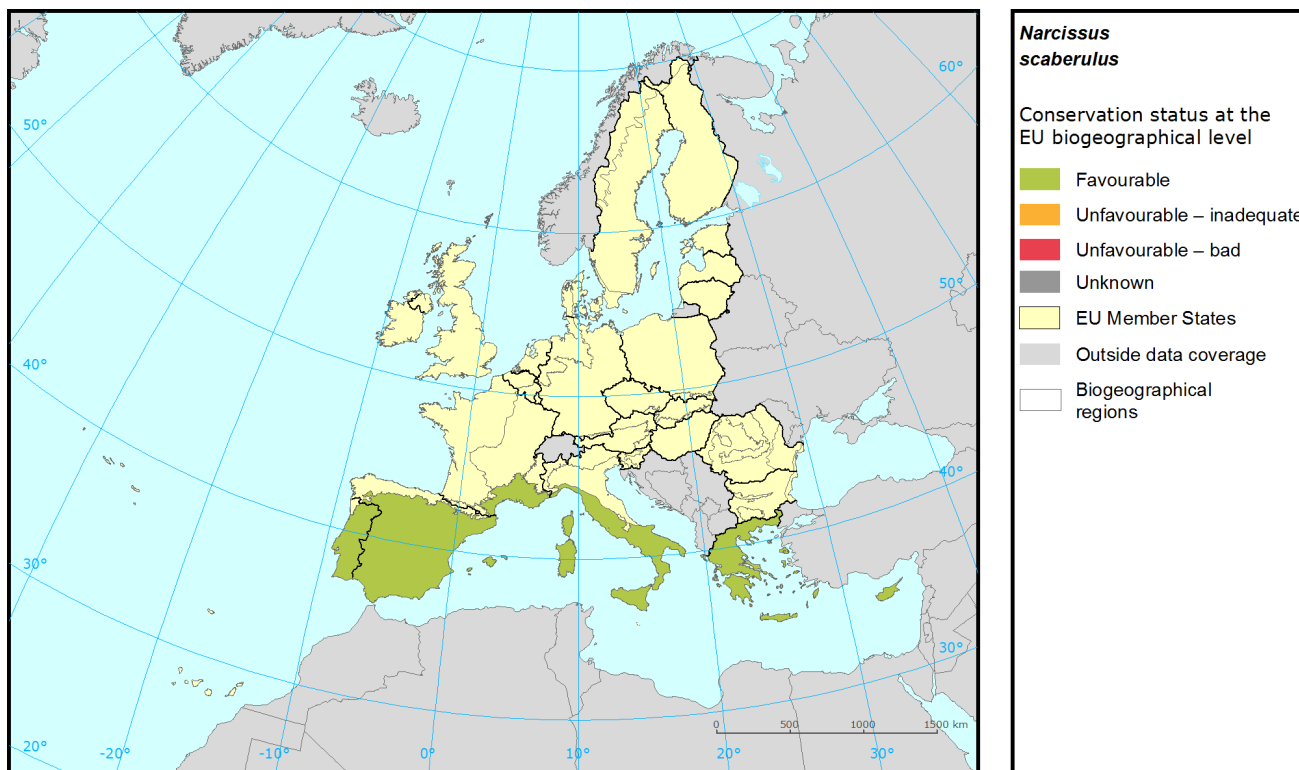 Narcissus
scaberulus
Conservation status at the
EU biogeographical level
Favourable
Unfavourable – inadequate
Unfavourable – bad
Unknown
EU Member States
Outside data coverage
Biogeographical
regions
60°
50°
50°
40°
40°
30°
30°
20°
-20°
-10°
0°
10°
20°
30°
0 500 1000 1500 km